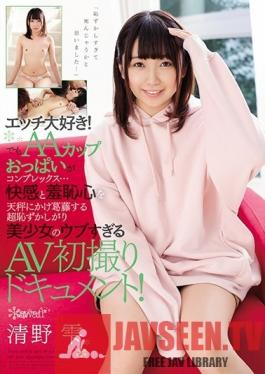 「恥ずかしすぎて
死んじゃうかと
思いました…」
エッチ大好き!
でもAAカップ
おっぱいが
コンプレックス…
快感と羞恥心を
天秤にかけ葛藤する
超恥ずかしがり
美少女のウブすぎる
AV初撮り
ドキュメント!
kawaii*
清野 雫
JAVSEEN.TV
FREE JAV LIBRARY